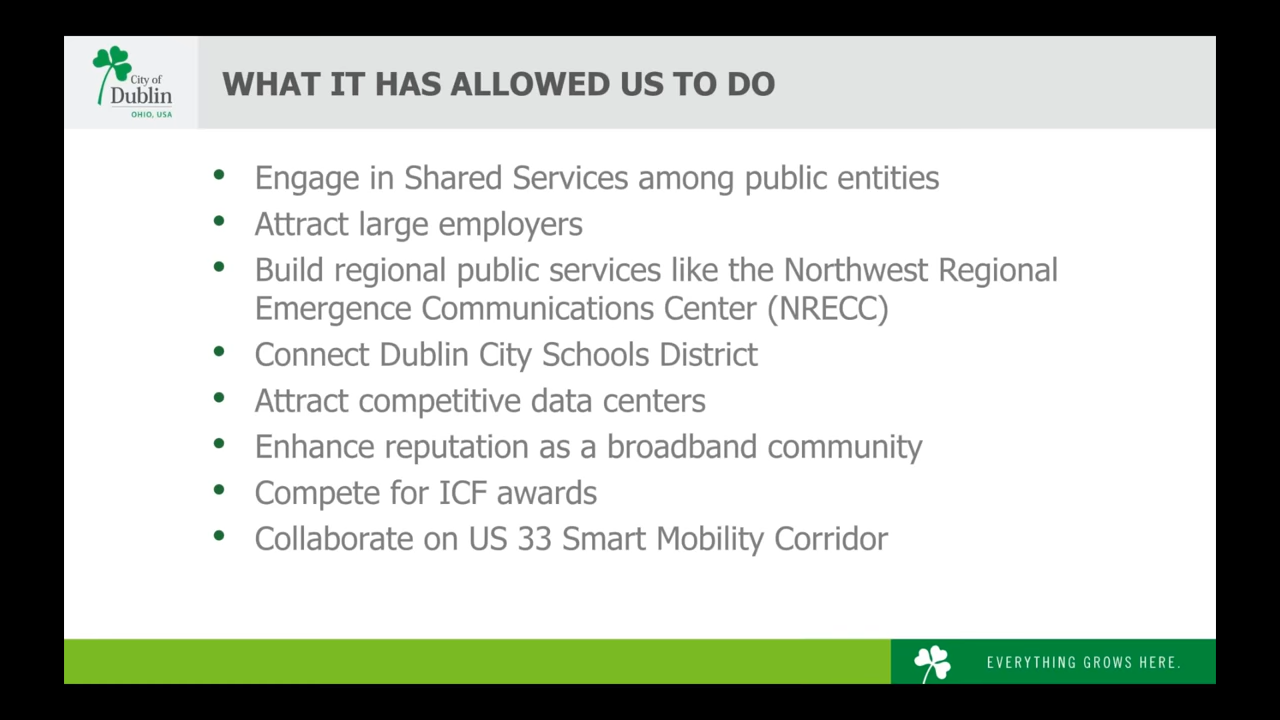 City of
Dublin
OHIO, USA
WHAT IT HAS ALLOWED US TO DO
• Engage in Shared Services among public entities
• Attract large employers
• Build regional public services like the Northwest Regional
Emergence Communications Center (NRECC)
• Connect Dublin City Schools District
• Attract competitive data centers
• Enhance reputation as a broadband community
• Compete for ICF awards
• Collaborate on US 33 Smart Mobility Corridor
EVERYTHING GROWS HERE.